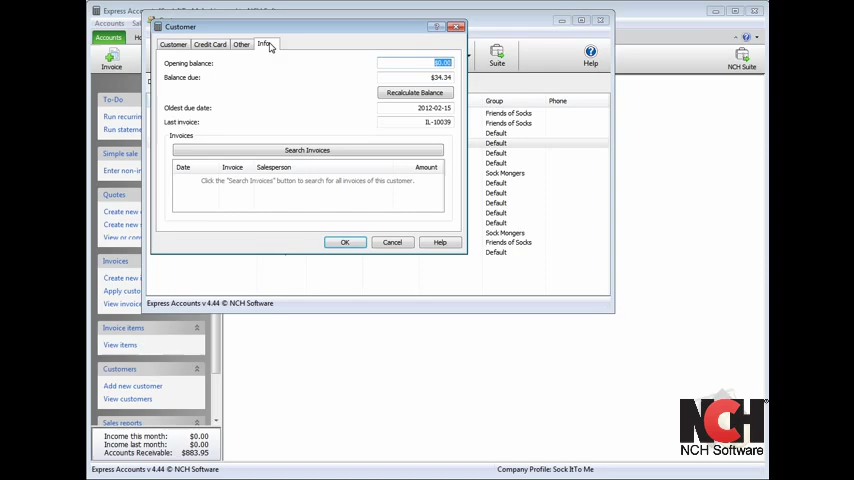 Express Accounts
Customer
Accounts
Invoice
Suite
Help
NCH Suite
Customer Credit Card Other Info
Opening balance: $0.00
Balance due: $34.34
Recalculate Balance
Oldest due date: 2012-02-15
Last invoice: IL-10039
Invoices
Search Invoices
Date Invoice Salesperson Amount
Click the "Search Invoices" button to search for all invoices of this customer.
OK Cancel Help
Group Phone
Friends of Socks
Friends of Socks
Default
Default
Default
Default
Sock Mongers
Default
Default
Default
Default
Default
Sock Mongers
Friends of Socks
Default
Express Accounts v 4.44 © NCH Software
To-Do
Run recurri
Run stateme
Simple sale
Enter non-in
Quotes
Create new
Create new s
View or co
Invoices
Create new i
Apply custo
View invoice
Invoice items
View items
Customers
Add new customer
View customers
Sales reports
Income this month: $0.00
Income last month: $0.00
Accounts Receivable: $883.95
Express Accounts v 4.44 © NCH Software
Company Profile: Sock ItTo Me
NCH
NCH Software